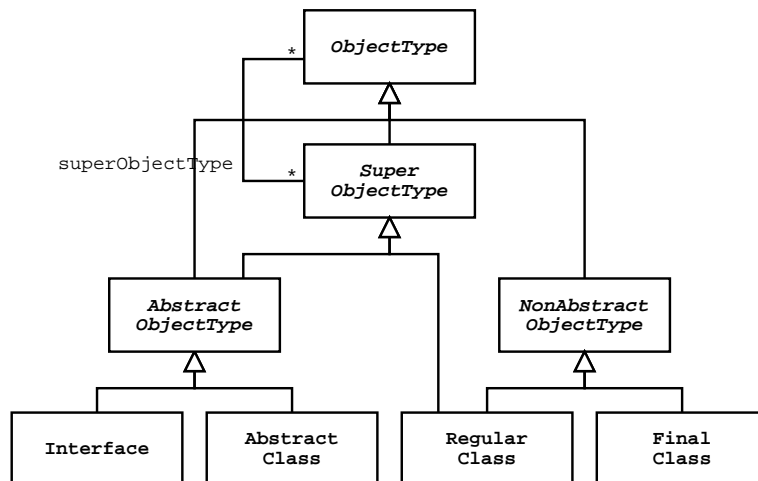 ObjectType
*
superObjectType
*
Super
ObjectType
Abstract
ObjectType
NonAbstract
ObjectType
Interface
Abstract
Class
Regular
Class
Final
Class